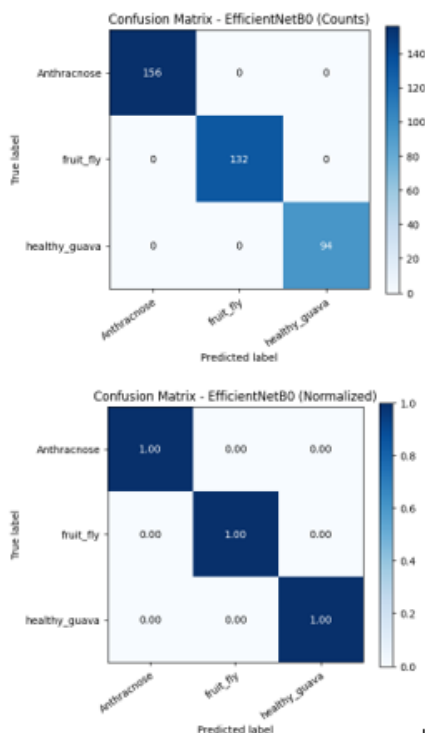 Confusion Matrix - EfficientNetB0 (Counts)
Anthracnose 156 0 0
fruit_fly 0 132 0
healthy_guava 0 0 94
True label
Anthracnose fruit_fly healthy_guava
Predicted label
140
120
100
80
60
40
20
0
Confusion Matrix - EfficientNetB0 (Normalized)
Anthracnose 1.00 0.00 0.00
fruit_fly 0.00 1.00 0.00
healthy_guava 0.00 0.00 1.00
True label
Anthracnose fruit_fly healthy_guava
Predicted label
1.0
0.8
0.6
0.4
0.2
0.0